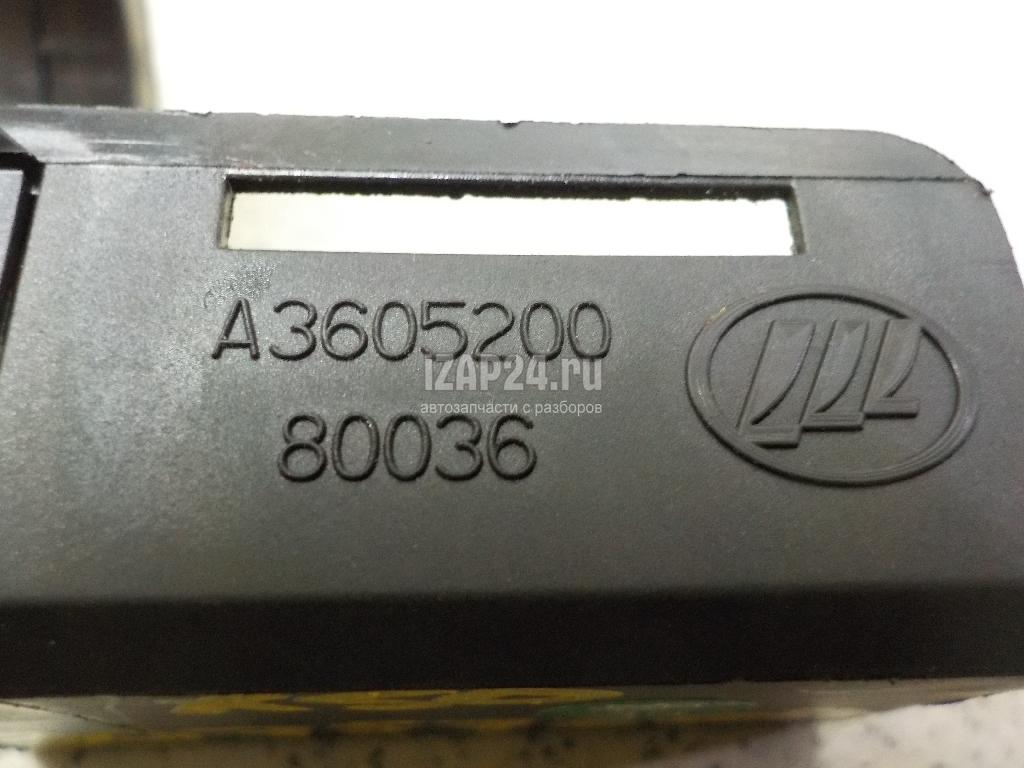 A3605200
IZAP24.ru
автозапчасти с разборов
80036